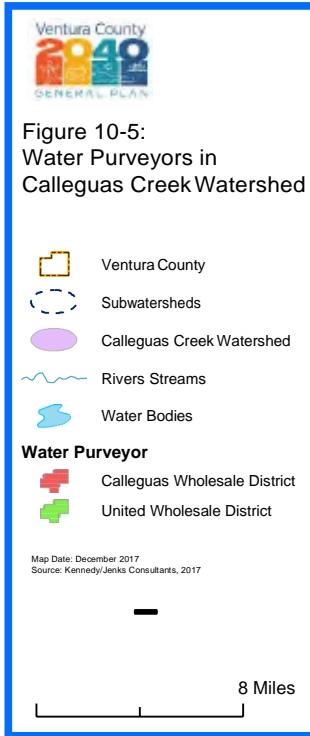 Ventura County
2040
GENERAL PLAN
Figure 10-5:
Water Purveyors in
Calleguas Creek Watershed
Ventura County
Subwatersheds
Calleguas Creek Watershed
Rivers Streams
Water Bodies
Water Purveyor
Calleguas Wholesale District
United Wholesale District
Map Date: December 2017
Source: Kennedy/Jenks Consultants, 2017
8 Miles